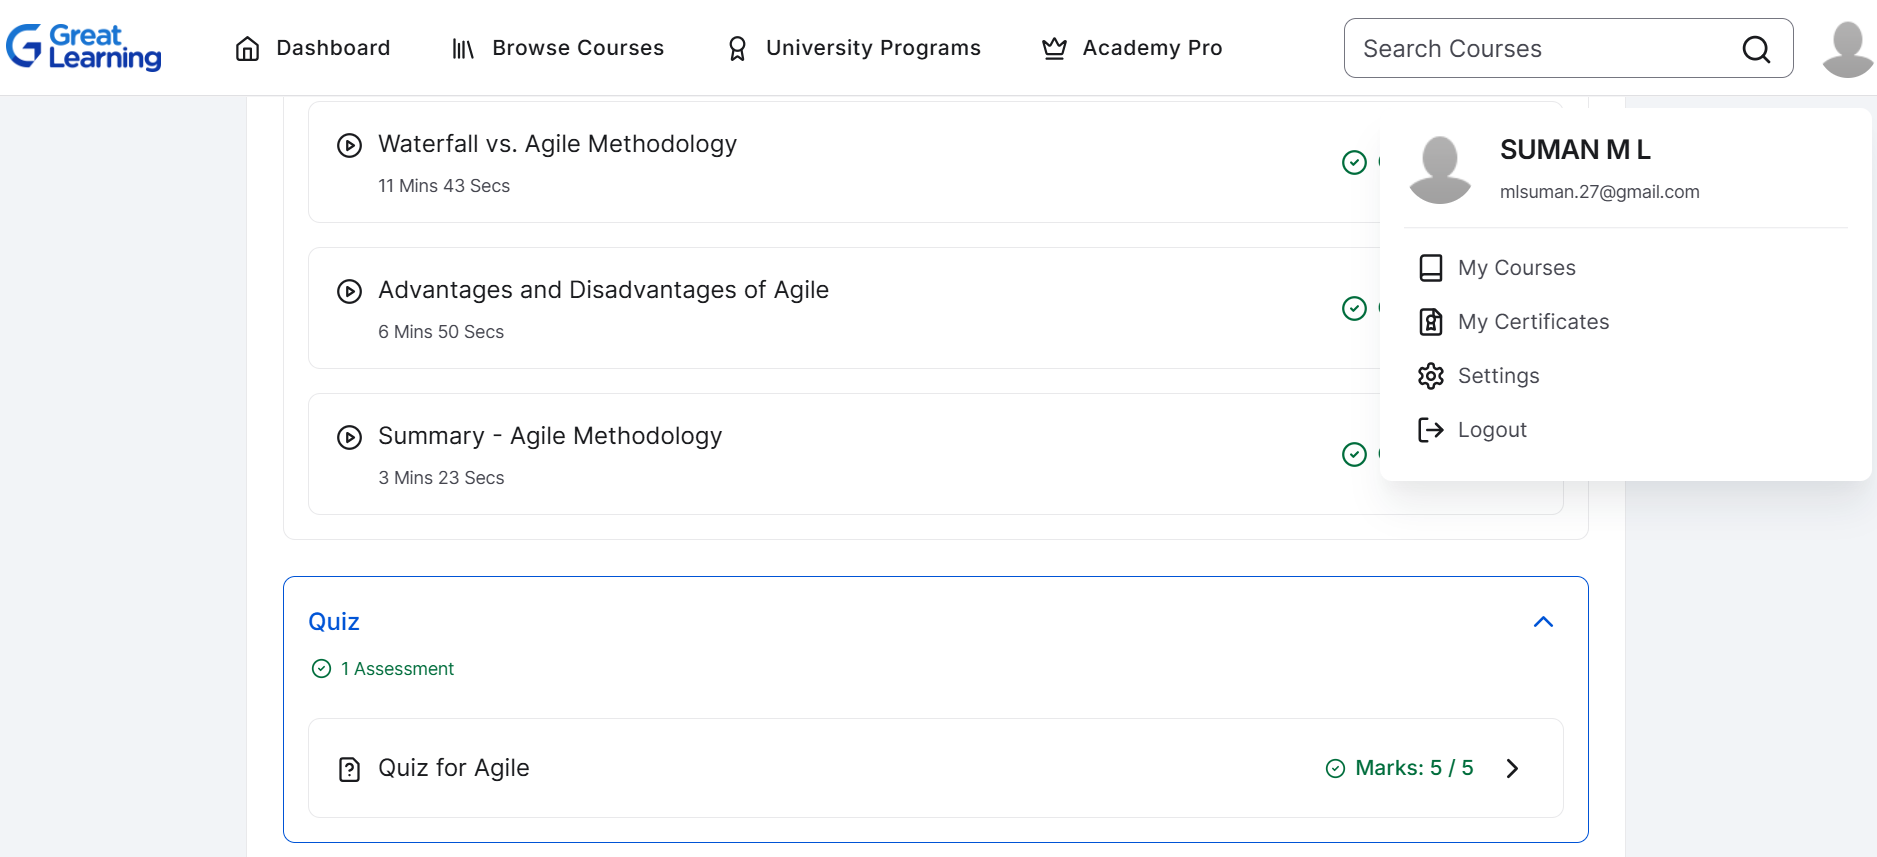 Great
Learning
Dashboard
Browse Courses
University Programs
Academy Pro
Search Courses
Waterfall vs. Agile Methodology
11 Mins 43 Secs
Advantages and Disadvantages of Agile
6 Mins 50 Secs
Summary - Agile Methodology
3 Mins 23 Secs
SUMAN M L
mlsuman.27@gmail.com
My Courses
My Certificates
Settings
Logout
Quiz
1 Assessment
Quiz for Agile
Marks: 5 / 5